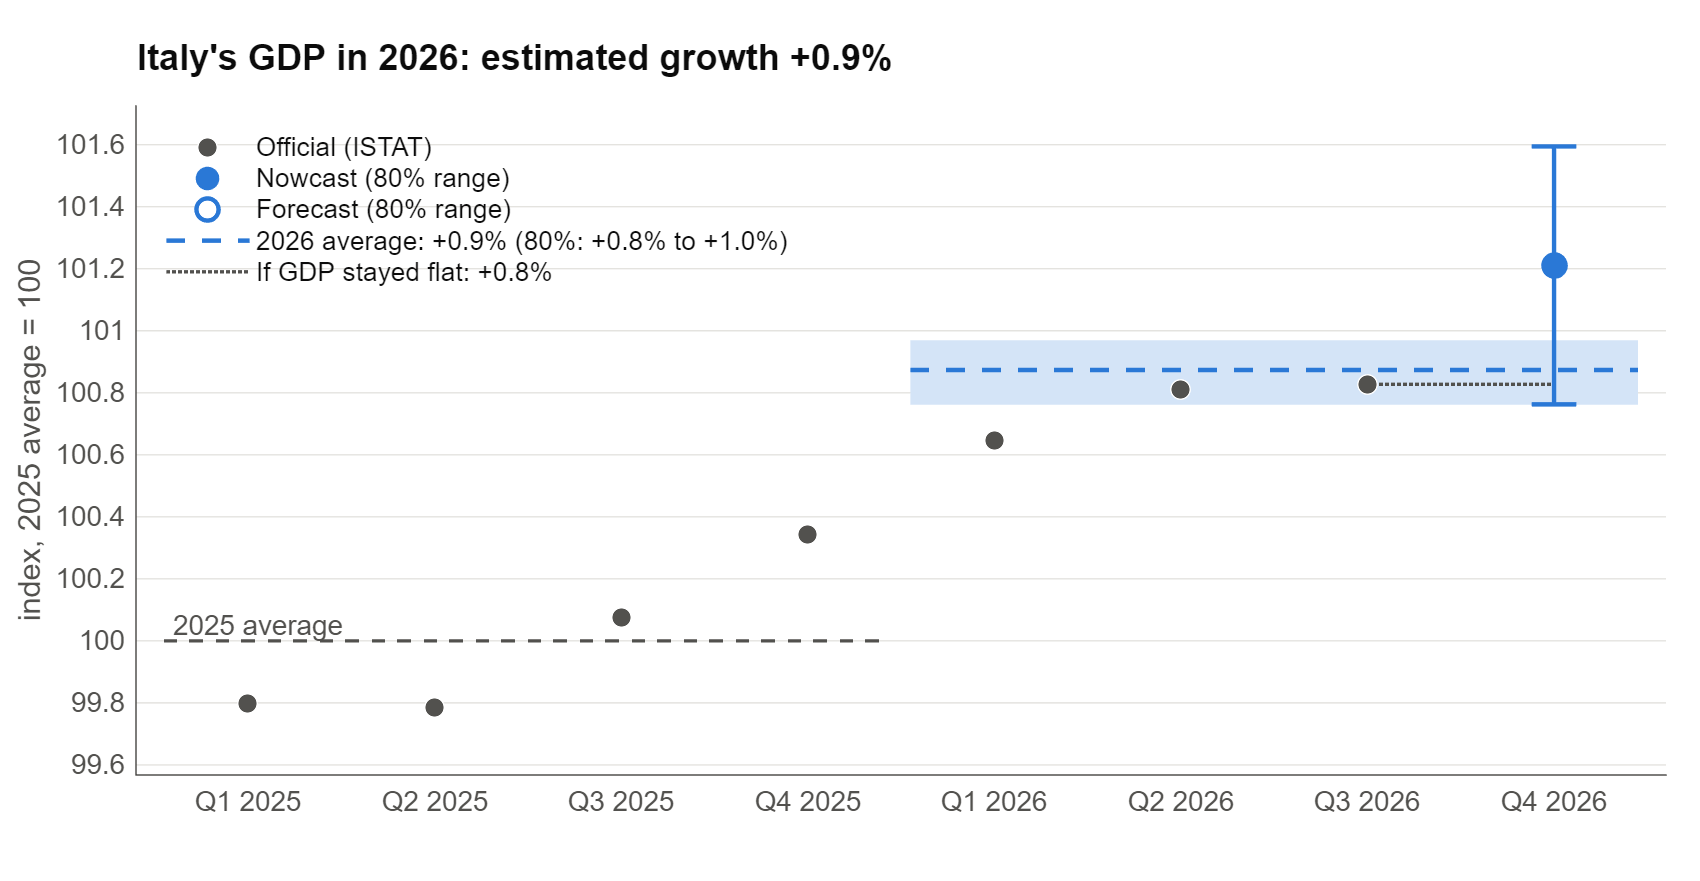 Italy's GDP in 2026: estimated growth +0.9%
Official (ISTAT)
Nowcast (80% range)
Forecast (80% range)
2026 average: +0.9% (80%: +0.8% to +1.0%)
If GDP stayed flat: +0.8%
index, 2025 average = 100
101.6
101.4
101.2
101
100.8
100.6
100.4
100.2
100
99.8
99.6
2025 average
Q1 2025 Q2 2025 Q3 2025 Q4 2025 Q1 2026 Q2 2026 Q3 2026 Q4 2026